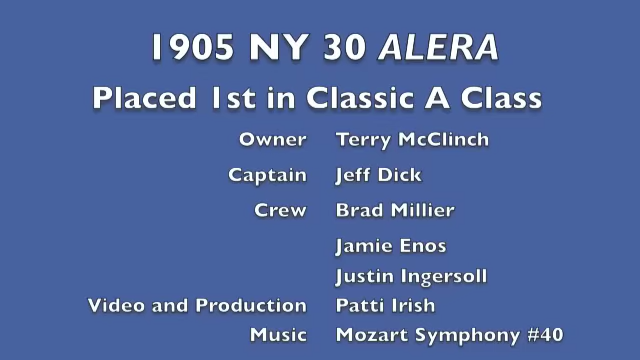 1905 NY 30 ALERA
Placed 1st in Classic A Class
Owner Terry McClinch
Captain Jeff Dick
Crew Brad Millier
Jamie Enos
Justin Ingersoll
Video and Production Patti Irish
Music Mozart Symphony #40